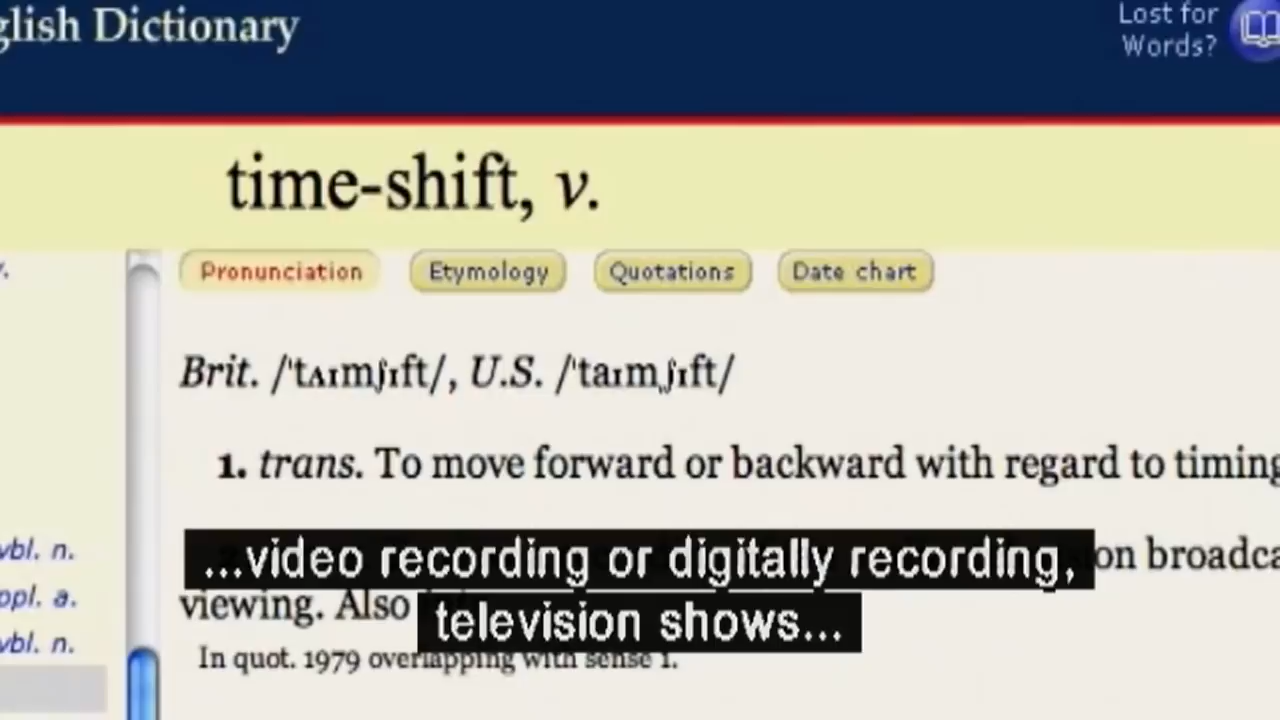 glish Dictionary
Lost for
Words?
time-shift, v.
Pronunciation
Etymology
Quotations
Date chart
Brit. /ˈtʌɪmʃɪft/, U.S. /ˈtaɪmˌʃɪft/
1. trans. To move forward or backward with regard to timing
vbl. n.
...video recording or digitally recording,
on broadca
ppl. a.
viewing. Also
television shows...
vbl. n.
In quot. 1979 overlapping with sense 1.